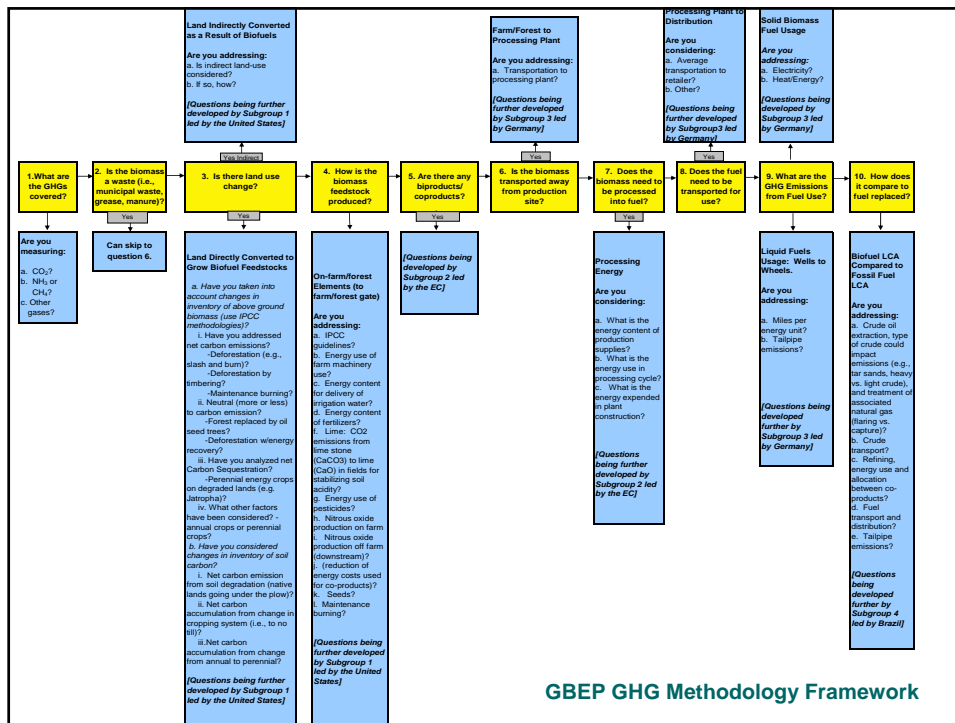 Land Indirectly Converted
as a Result of Biofuels
Are you addressing:
a. Is indirect land-use
considered?
b. If so, how?
[Questions being further
developed by Subgroup 1
led by the United States]
Farm/Forest to
Processing Plant
Are you addressing:
a. Transportation to
processing plant?
[Questions being
further developed by
Subgroup 3 led by
Germany]
Processing Plant to
Distribution
Are you
considering:
a. Average
transportation to
retailer?
b. Other?
[Questions being
further developed by
Subgroup3 led by
Germany]
Solid Biomass
Fuel Usage
Are you
addressing:
a. Electricity?
b. Heat/Energy?
[Questions being
further developed by
Subgroup 3 led by
Germany]
Yes Indirect
Yes
Yes
1.What are
the GHGs
covered?
2. Is the biomass
a waste (i.e.,
municipal waste,
grease, manure)?
3. Is there land use
change?
4. How is the
biomass
feedstock
produced?
5. Are there any
biproducts/
coproducts?
6. Is the biomass
transported away
from production
site?
7. Does the
biomass need to
be processed
into fuel?
8. Does the fuel
need to be
transported for
use?
9. What are the
GHG Emissions
from Fuel Use?
10. How does
it compare to
fuel replaced?
Yes
Yes
Yes
Yes
Are you
measuring:
a. CO₂?
b. NH₃ or
CH₄?
c. Other
gases?
Can skip to
question 6.
Land Directly Converted to
Grow Biofuel Feedstocks
a. Have you taken into
account changes in
inventory of above ground
biomass (use IPCC
methodologies)?
i. Have you addressed
net carbon emissions?
-Deforestation (e.g.,
slash and burn)?
-Deforestation by
timbering?
-Maintenance burning?
ii. Neutral (more or less)
to carbon emission?
-Forest replaced by oil
seed trees?
-Deforestation w/energy
recovery?
iii. Have you analyzed net
Carbon Sequestration?
-Perennial energy crops
on degraded lands (e.g.
Jatropha)?
iv. What other factors
have been considered? -
annual crops or perennial
crops?
b. Have you considered
changes in inventory of soil
carbon?
i. Net carbon emission
from soil degradation (native
lands going under the plow)?
ii. Net carbon
accumulation from change in
cropping system (i.e., to no
till)?
iii.Net carbon
accumulation from change
from annual to perennial?
[Questions being further
developed by Subgroup 1
led by the United States]
On-farm/forest
Elements (to
farm/forest gate)
Are you
addressing:
a. IPCC
guidelines?
b. Energy use of
farm machinery
use?
c. Energy content
for delivery of
irrigation water?
d. Energy content
of fertilizers?
f. Lime: CO2
emissions from
lime stone
(CaCO3) to lime
(CaO) in fields for
stabilizing soil
acidity?
g. Energy use of
pesticides?
h. Nitrous oxide
production on farm
i. Nitrous oxide
production off farm
(downstream)?
j. (reduction of
energy costs used
for co-products)?
k. Seeds?
l. Maintenance
burning?
[Questions being
further developed
by Subgroup 1
led by the United
States]
[Questions being
developed by
Subgroup 2 led by
the EC]
Processing
Energy
Are you
considering:
a. What is the
energy content of
production
supplies?
b. What is the
energy use in
processing cycle?
c. What is the
energy expended in
plant
construction?
[Questions
being further
developed by
Subgroup 2 led
by the EC]
Liquid Fuels
Usage: Wells to
Wheels.
Are you
addressing:
a. Miles per
energy unit?
b. Tailpipe
emissions?
[Questions being
developed
further by
Subgroup 3 led
by Germany]
Biofuel LCA
Compared to
Fossil Fuel
LCA
Are you
addressing:
a. Crude oil
extraction, type
of crude could
impact
emissions (e.g.,
tar sands, heavy
vs. light crude),
and treatment of
associated
natural gas
(flaring vs.
capture)?
b. Crude
transport?
c. Refining,
energy use and
allocation
between co-
products?
d. Fuel
transport and
distribution?
e. Tailpipe
emissions?
[Questions
being
developed
further by
Subgroup 4
led by Brazil]
GBEP GHG Methodology Framework